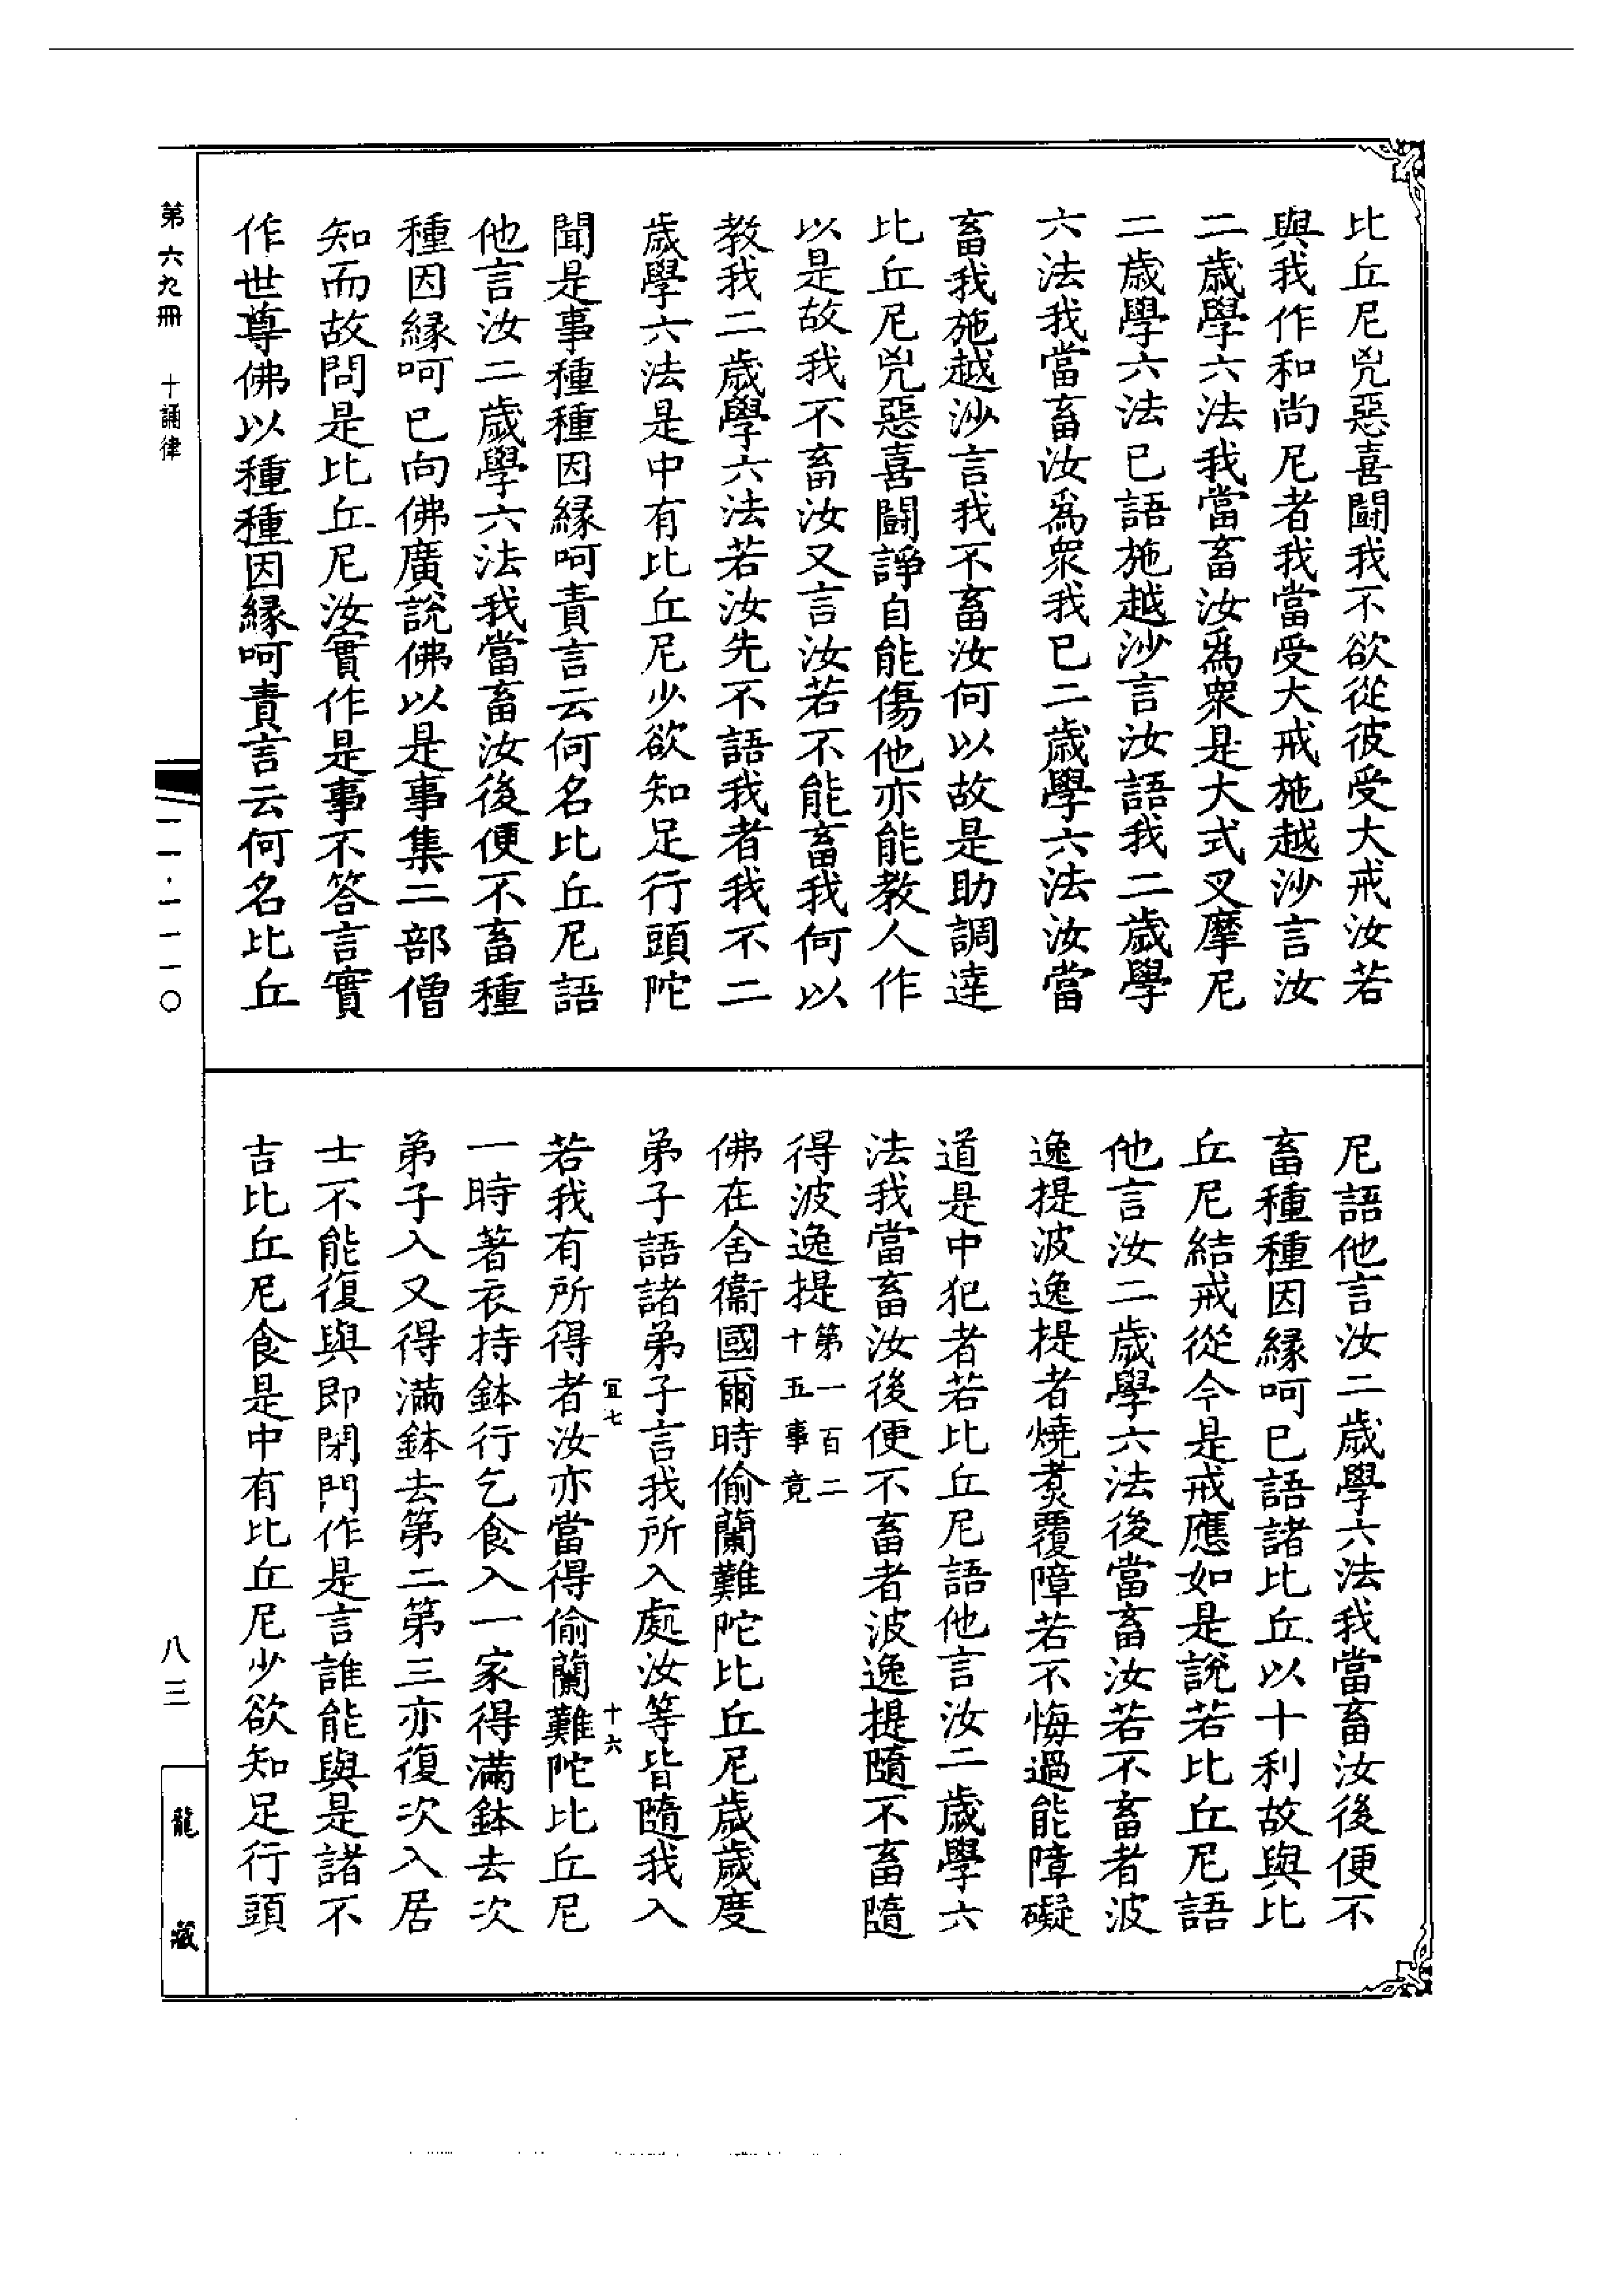 比丘尼兇惡喜鬪我不欲從彼受大戒汝若
與我作和尚尼者我當受大戒施越沙言汝
二歲學六法我當畜汝爲衆是大式叉摩尼
二歲學六法已語施越沙言汝語我二歲學
六法我當畜汝爲衆我已二歲學六法汝當
畜我施越沙言我不畜汝何以故是助調達
比丘尼兇惡喜鬪諍自能傷他亦能教人作
以是故我不畜汝又言汝若不能畜我何以
教我二歲學六法若汝先不語我者我不二
歲學六法是中有比丘尼少欲知足行頭陀
聞是事種種因縁呵責言云何名比丘尼語
他言汝二歲學六法我當畜汝後便不畜種
種因縁呵已向佛廣說佛以是事集二部僧
知而故問是比丘尼汝實作是事不答言實
作世尊佛以種種因縁呵責言云何名比丘
尼語他言汝二歲學六法我當畜汝後便不
畜種種因縁呵已語諸比丘以十利故與比
丘尼結戒從今是戒應如是說若比丘尼語
他言汝二歲學六法後當畜汝若不畜者波
逸提波逸提者燒煑覆障若不悔過能障礙
道是中犯者若比丘尼語他言汝二歲學六
法我當畜汝後便不畜者波逸提隨不畜隨
得波逸提第一百二十五事竟
佛在舍衞國爾時偷蘭難陀比丘尼歲歲度
弟子語諸弟子言我所入處汝等皆隨我入
宜七
十六
若我有所得者汝亦當得偷蘭難陀比丘尼
一時著衣持鉢行乞食入一家得滿鉢去次
弟子入又得滿鉢去第二第三亦復次入居
士不能復與即閉門作是言誰能與是諸不
吉比丘尼食是中有比丘尼少欲知足行頭
第六九冊
十誦律
一一·一一一〇
八三
龍藏